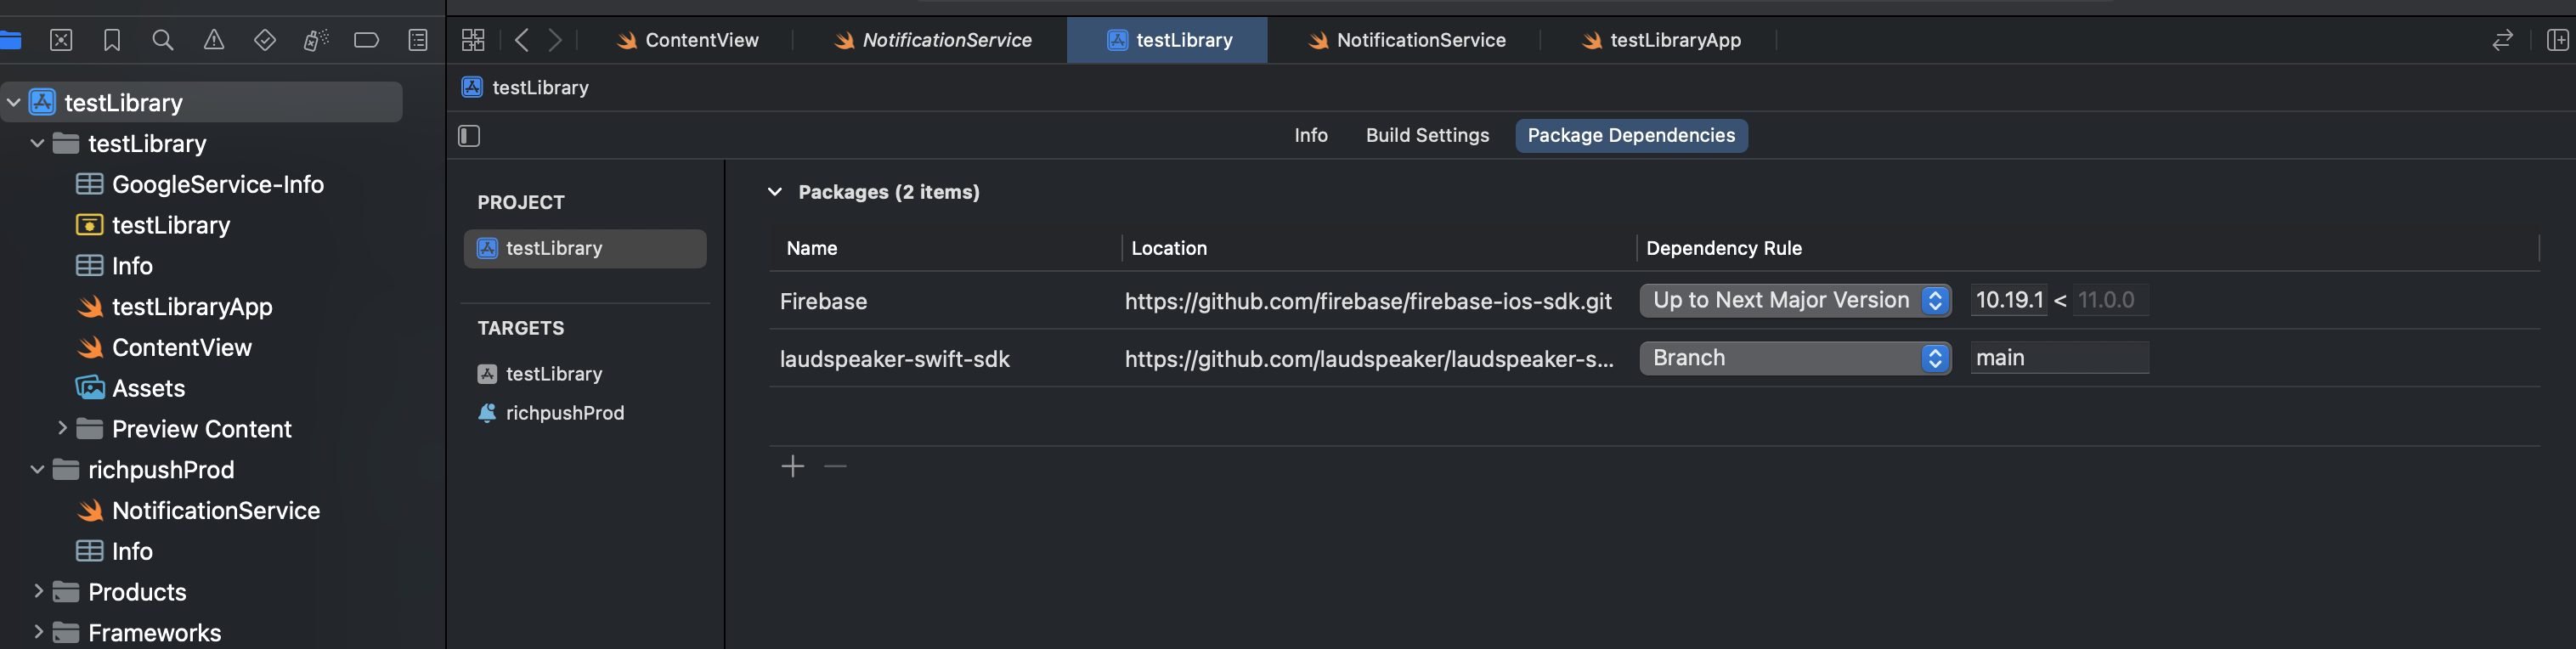 ContentView
NotificationService
testLibrary
NotificationService
testLibraryApp
testLibrary
testLibrary
GoogleService-Info
testLibrary
Info
testLibraryApp
ContentView
Assets
Preview Content
richpushProd
NotificationService
Info
Products
Frameworks
testLibrary
Info
Build Settings
Package Dependencies
PROJECT
testLibrary
TARGETS
testLibrary
richpushProd
Packages (2 items)
Name Location Dependency Rule
Firebase https://github.com/firebase/firebase-ios-sdk.git Up to Next Major Version 10.19.1 < 11.0.0
laudspeaker-swift-sdk https://github.com/laudspeaker/laudspeaker-s... Branch main